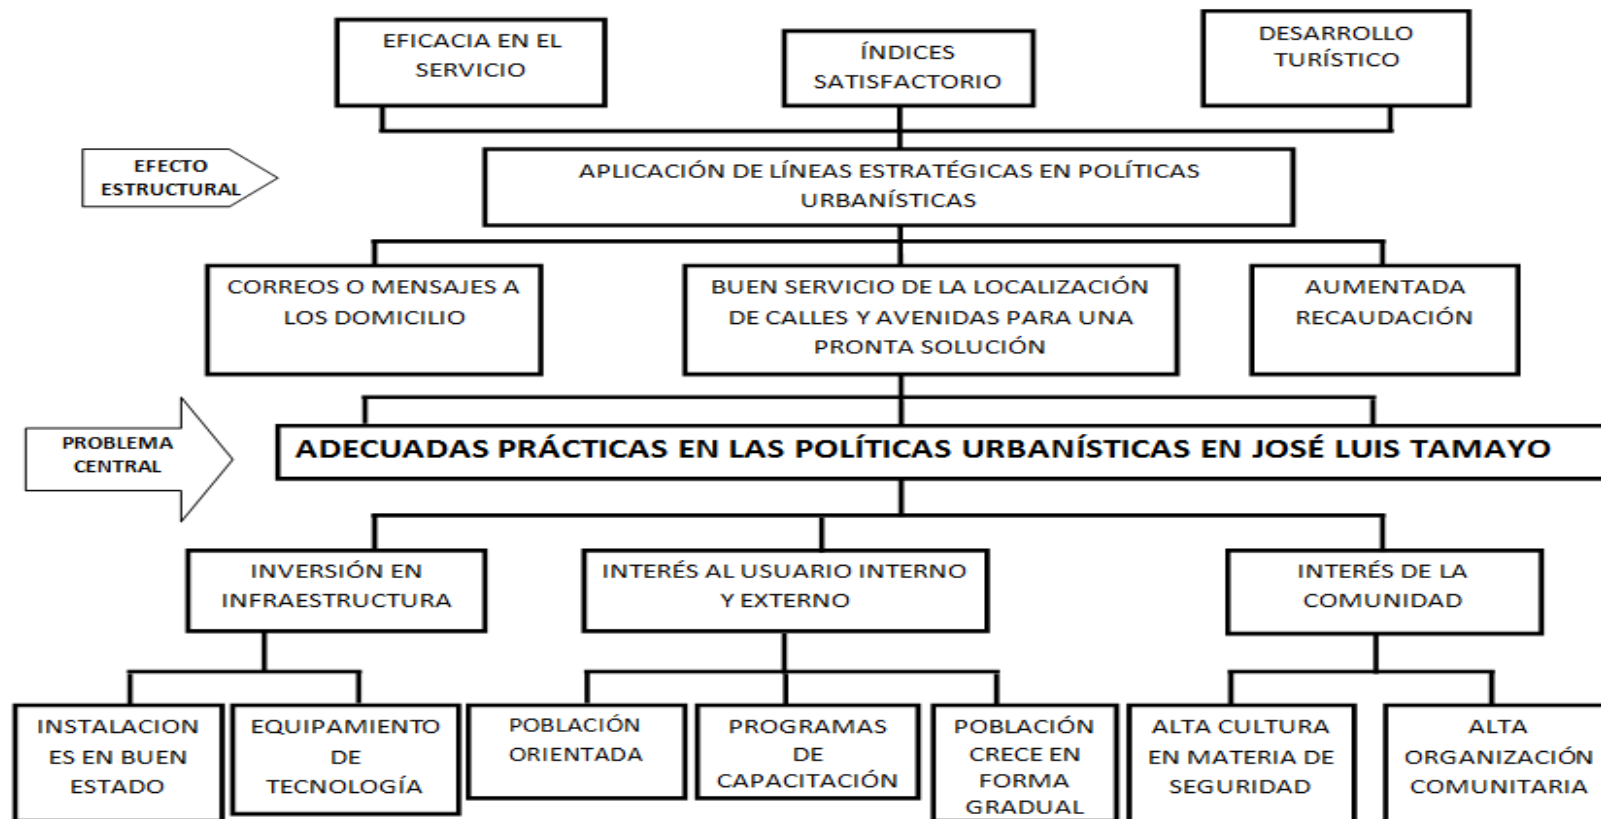 EFICACIA EN EL
SERVICIO
ÍNDICES
SATISFACTORIO
DESARROLLO
TURÍSTICO
EFECTO
ESTRUCTURAL
APLICACIÓN DE LÍNEAS ESTRATÉGICAS EN POLÍTICAS
URBANÍSTICAS
CORREOS O MENSAJES A
LOS DOMICILIO
BUEN SERVICIO DE LA LOCALIZACIÓN
DE CALLES Y AVENIDAS PARA UNA
PRONTA SOLUCIÓN
AUMENTADA
RECAUDACIÓN
PROBLEMA
CENTRAL
ADECUADAS PRÁCTICAS EN LAS POLÍTICAS URBANÍSTICAS EN JOSÉ LUIS TAMAYO
INVERSIÓN EN
INFRAESTRUCTURA
INTERÉS AL USUARIO INTERNO
Y EXTERNO
INTERÉS DE LA
COMUNIDAD
INSTALACION
ES EN BUEN
ESTADO
EQUIPAMIENTO
DE
TECNOLOGÍA
POBLACIÓN
ORIENTADA
PROGRAMAS
DE
CAPACITACIÓN
POBLACIÓN
CRECE EN
FORMA
GRADUAL
ALTA CULTURA
EN MATERIA DE
SEGURIDAD
ALTA
ORGANIZACIÓN
COMUNITARIA